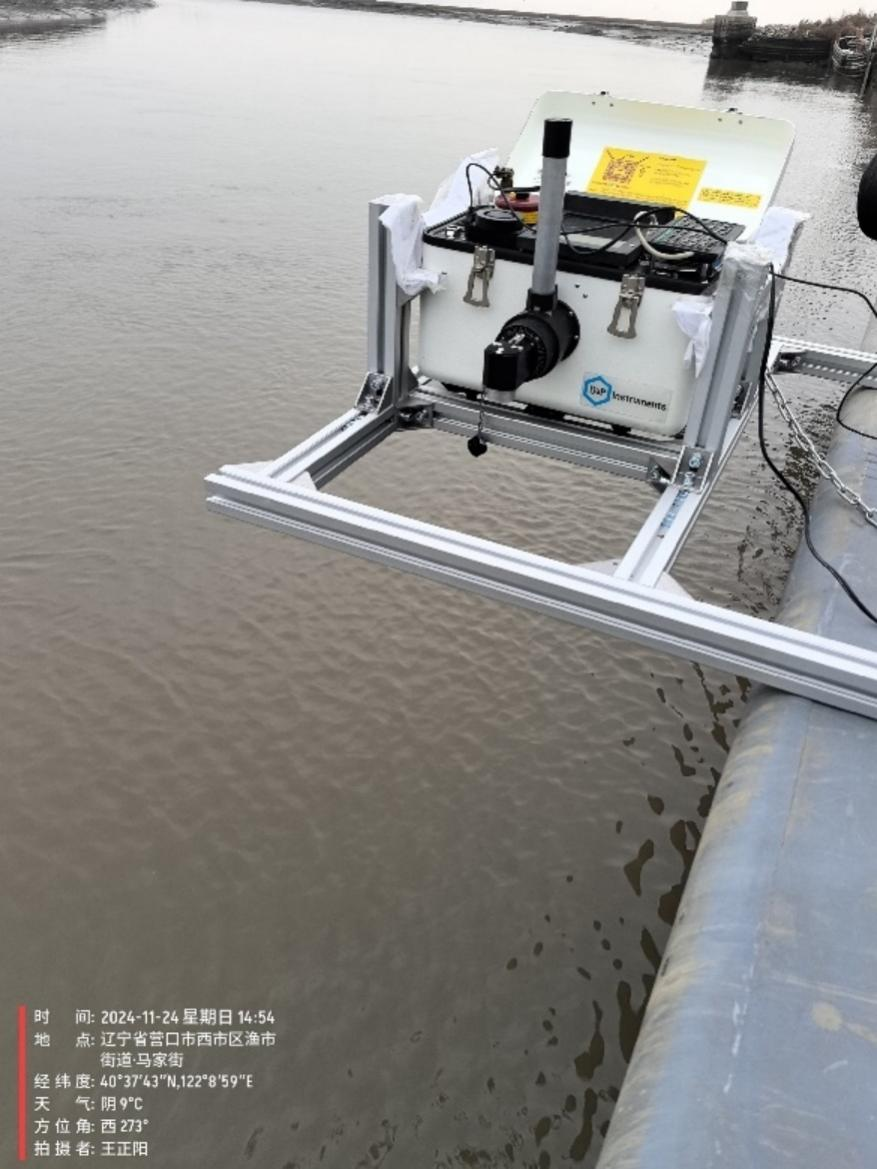 D&P Instruments
时 间: 2024-11-24 星期日 14:54
地 点: 辽宁省营口市西市区渔市
街道·马家街
经纬度: 40°37'43"N,122°8'59"E
天 气: 阴 9°C
方位角: 西 273°
拍摄者: 王正阳